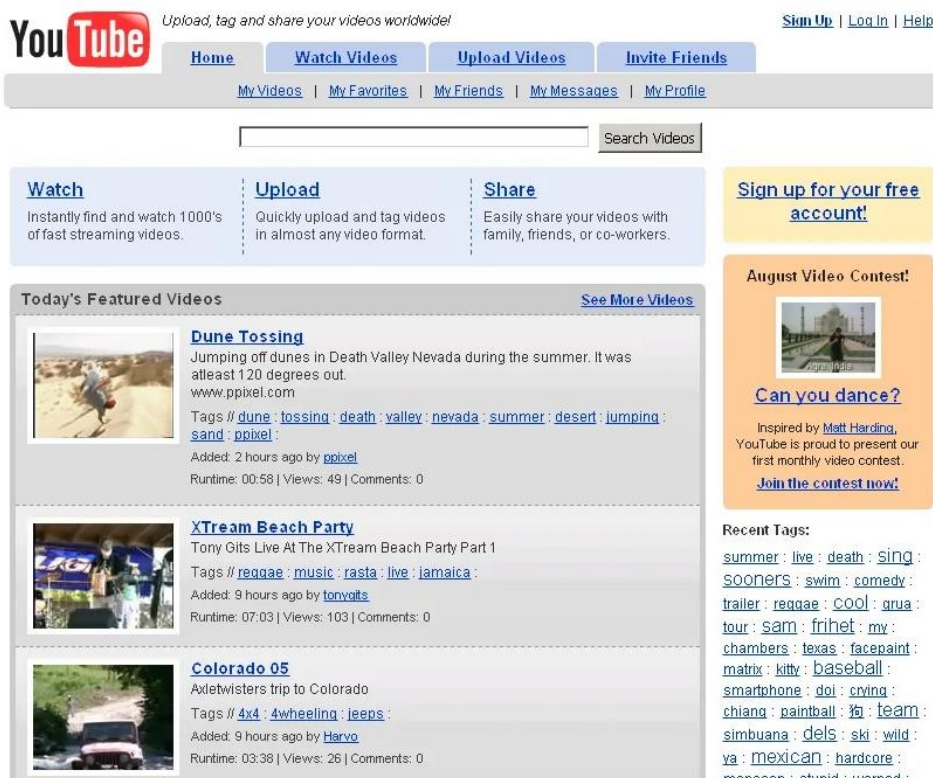 YouTube
Upload, tag and share your videos worldwide!
Sign Up | Log In | Help
Home
Watch Videos
Upload Videos
Invite Friends
My Videos | My Favorites | My Friends | My Messages | My Profile
Search Videos
Watch
Instantly find and watch 1000's
of fast streaming videos.
Upload
Quickly upload and tag videos
in almost any video format.
Share
Easily share your videos with
family, friends, or co-workers.
Sign up for your free
account!
Today's Featured Videos
See More Videos
Dune Tossing
Jumping off dunes in Death Valley Nevada during the summer. It was
atleast 120 degrees out.
www.ppixel.com
Tags // dune : tossing : death : valley : nevada : summer : desert : jumping :
sand : ppixel :
Added: 2 hours ago by ppixel
Runtime: 00:58 | Views: 49 | Comments: 0
XTream Beach Party
Tony Gits Live At The XTream Beach Party Part 1
Tags // reggae : music : rasta : live : jamaica :
Added: 9 hours ago by tonygits
Runtime: 07:03 | Views: 103 | Comments: 0
Colorado 05
Axletwisters trip to Colorado
Tags // 4x4 : 4wheeling : jeeps :
Added: 9 hours ago by Harvo
Runtime: 03:38 | Views: 26 | Comments: 0
August Video Contest!
Agra, India
Can you dance?
Inspired by Matt Harding,
YouTube is proud to present our
first monthly video contest.
Join the contest now!
Recent Tags:
summer : live : death : sing :
sooners : swim : comedy :
trailer : reggae : cool : grua :
tour : sam : frihet : my :
chambers : texas : facepaint :
matrix : kitty : baseball :
smartphone : doi : crying :
chiang : paintball : 狗 : team :
simbuana : dels : ski : wild :
ya : mexican : hardcore :